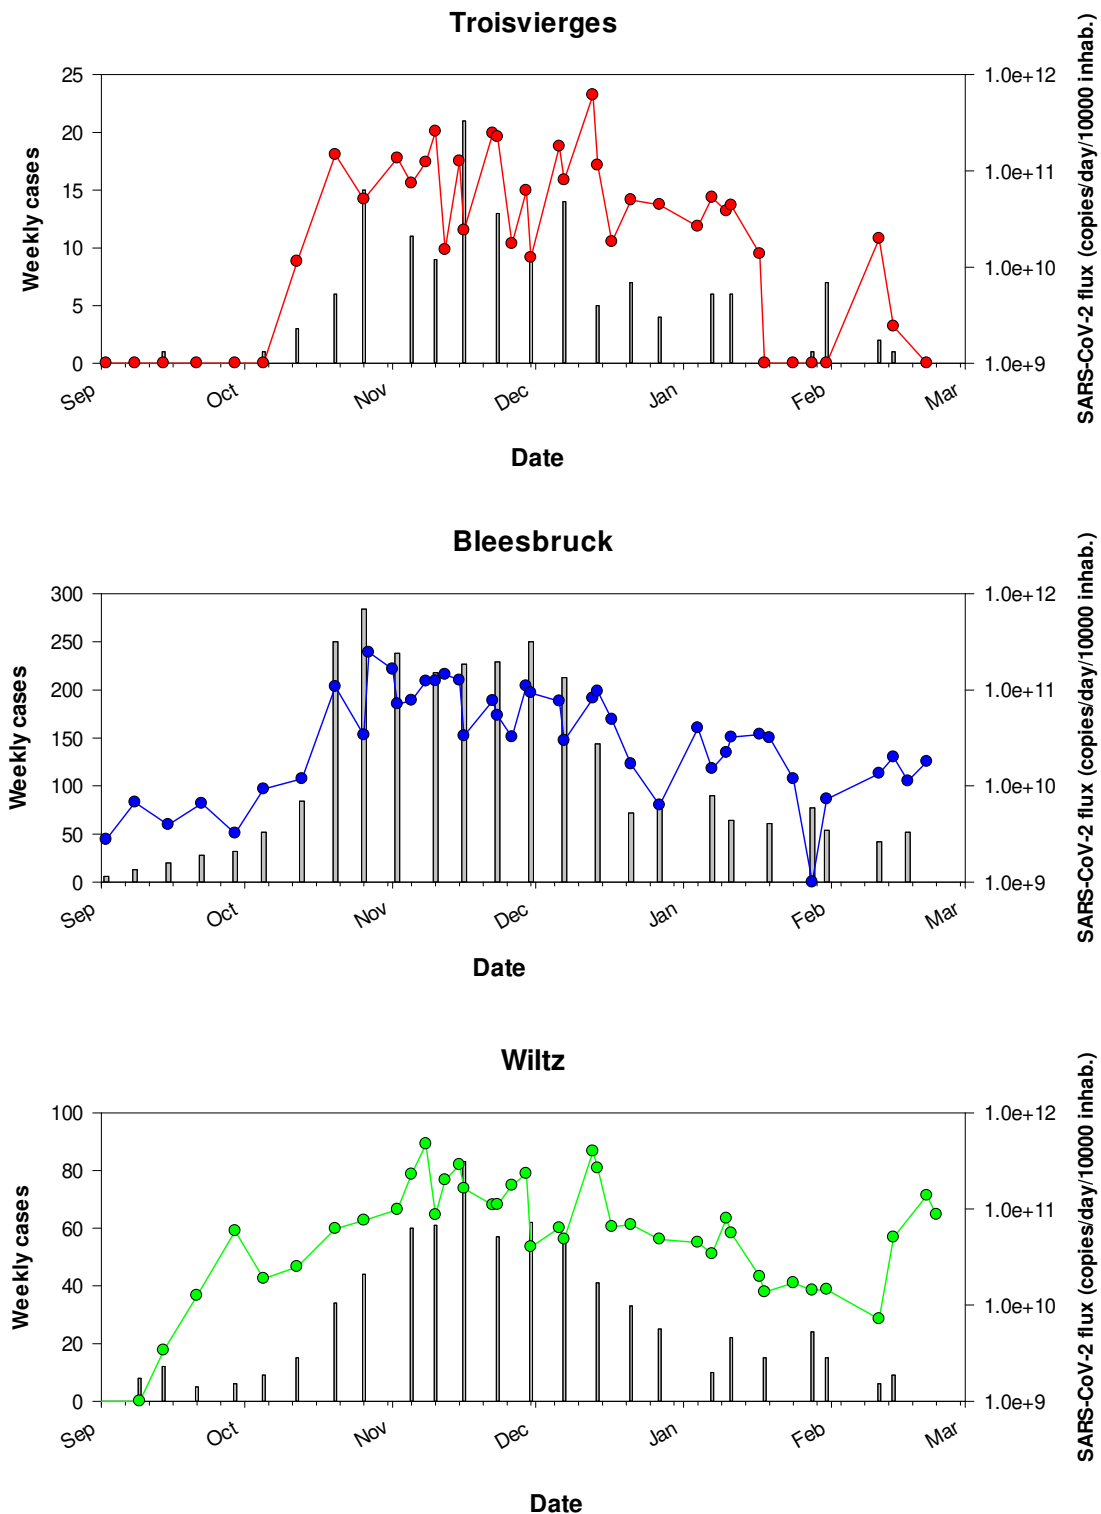 Troisvierges
Weekly cases
SARS-CoV-2 flux (copies/day/10000 inhab.)
25
20
15
10
5
0
1.0e+12
1.0e+11
1.0e+10
1.0e+9
Sep
Oct
Nov
Dec
Jan
Feb
Mar
Date
Bleesbruck
Weekly cases
SARS-CoV-2 flux (copies/day/10000 inhab.)
300
250
200
150
100
50
0
1.0e+12
1.0e+11
1.0e+10
1.0e+9
Sep
Oct
Nov
Dec
Jan
Feb
Mar
Date
Wiltz
Weekly cases
SARS-CoV-2 flux (copies/day/10000 inhab.)
100
80
60
40
20
0
1.0e+12
1.0e+11
1.0e+10
1.0e+9
Sep
Oct
Nov
Dec
Jan
Feb
Mar
Date